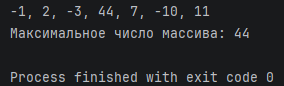 -1, 2, -3, 44, 7, -10, 11
Максимальное число массива: 44
Process finished with exit code 0